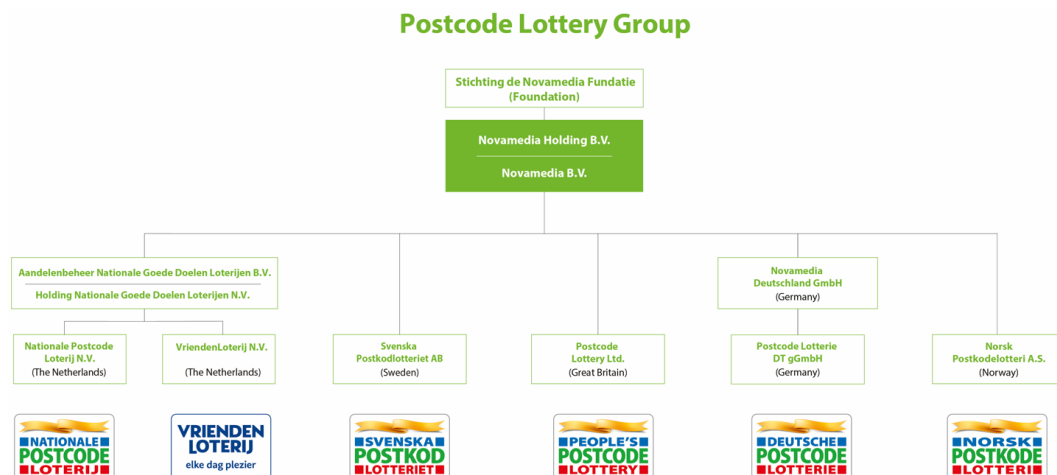 Postcode Lottery Group
Stichting de Novamedia Fundatie
(Foundation)
Novamedia Holding B.V.
Novamedia B.V.
Aandelenbeheer Nationale Goede Doelen Loterijen B.V.
Holding Nationale Goede Doelen Loterijen N.V.
Novamedia
Deutschland GmbH
(Germany)
Nationale Postcode
Loterij N.V.
(The Netherlands)
VriendenLoterij N.V.
(The Netherlands)
Svenska
Postkodlotteriet AB
(Sweden)
Postcode
Lottery Ltd.
(Great Britain)
Postcode Lotterie
DT gGmbH
(Germany)
Norsk
Postkodelotteri A.S.
(Norway)
NATIONALE
POSTCODE
LOTERIJ
VRIENDEN
LOTERIJ
elke dag plezier
SVENSKA
POSTKOD
LOTTERIET
PEOPLE'S
POSTCODE
LOTTERY
DEUTSCHE
POSTCODE
LOTTERIE
NORSK
POSTKODE
LOTTERI